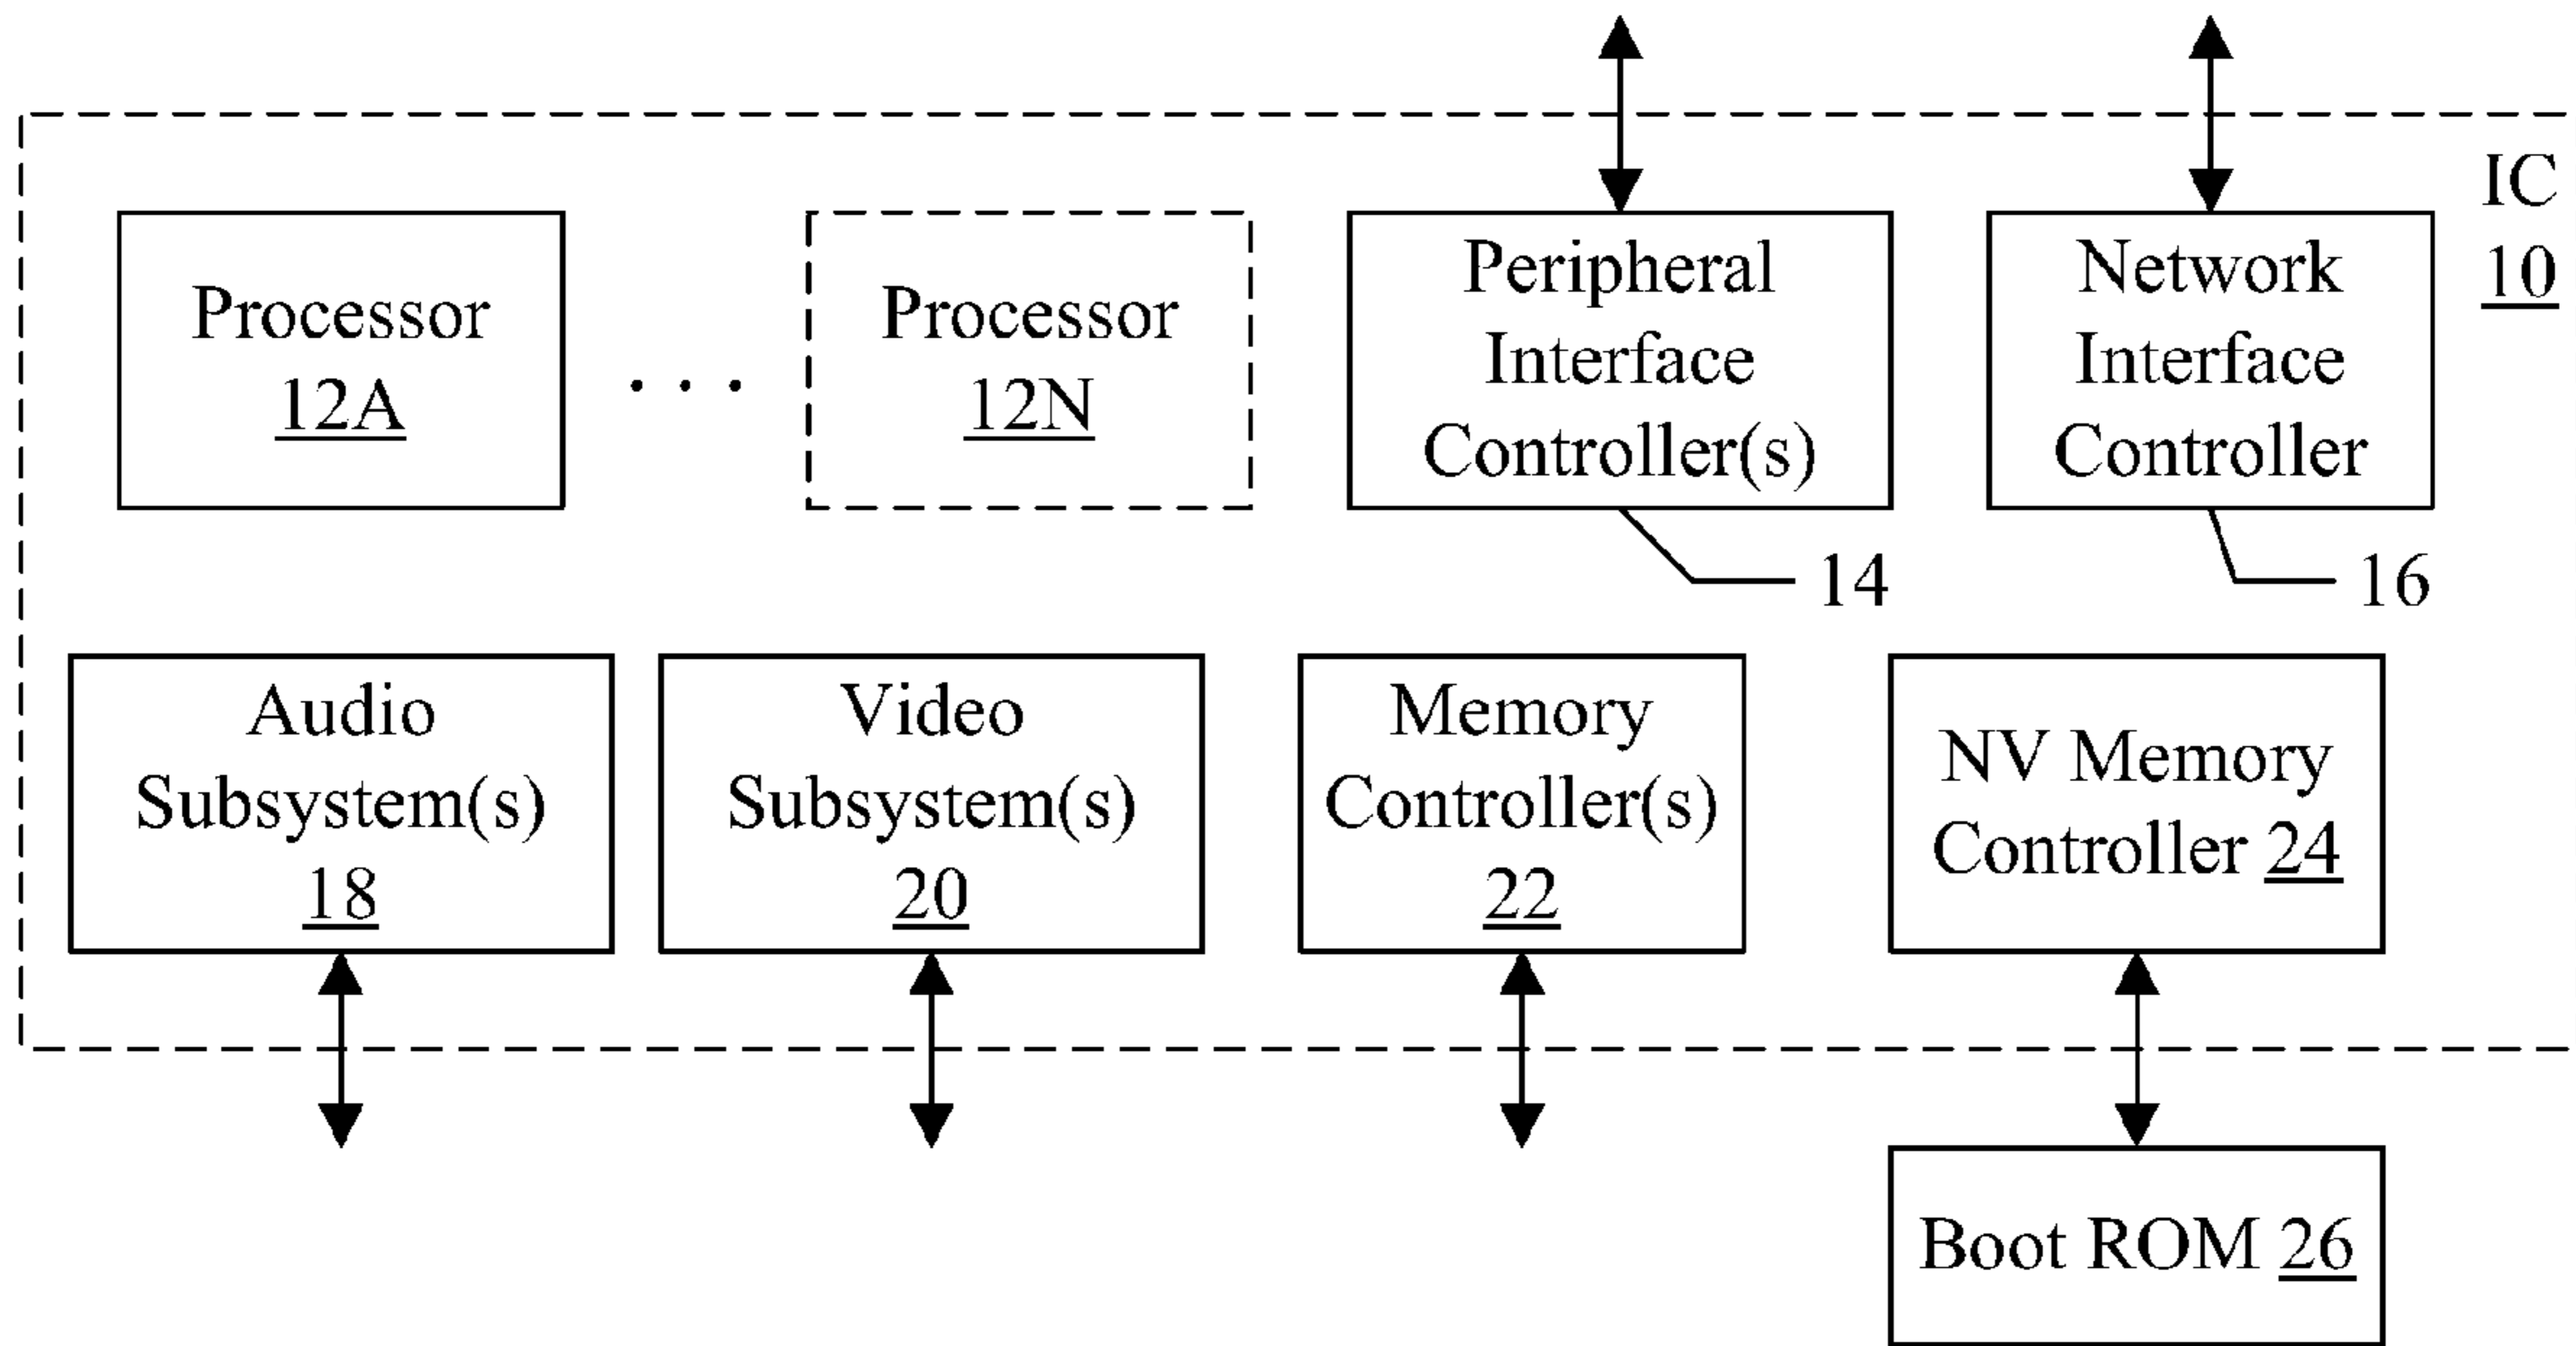 IC
10
Processor
12A
. . .
Processor
12N
Peripheral
Interface
Controller(s)
Network
Interface
Controller
14
16
Audio
Subsystem(s)
18
Video
Subsystem(s)
20
Memory
Controller(s)
22
NV Memory
Controller 24
Boot ROM 26